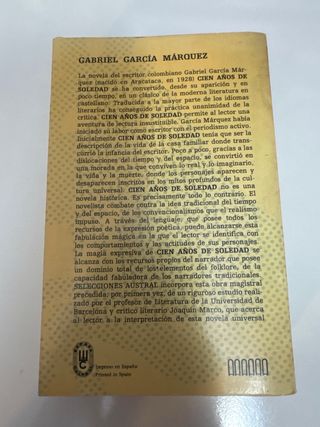 GABRIEL GARCÍA MÁRQUEZ
La novela del escritor colombiano Gabriel García Már-
quez (nacido en Aracataca, en 1928) CIEN AÑOS DE
SOLEDAD se ha convertido, desde su aparición y en
poco tiempo, en un clásico de la moderna literatura en
castellano. Traducida a la mayor parte de los idiomas
literarios ha conseguido la práctica unanimidad de la
crítica. CIEN AÑOS DE SOLEDAD permite al lector una
aventura de lectura insustituible. García Márquez había
iniciado su labor como escritor con el periodismo activo.
Inicialmente CIEN AÑOS DE SOLEDAD tenía que ser la
descripción de la vida de la casa familiar donde trans-
currió la infancia del escritor. Poco a poco, gracias a las
dislocaciones del tiempo y del espacio, se convirtió en
una morada en la que conviven lo real y lo imaginario,
la vida y la muerte, donde los personajes aparecen y
desaparecen inscritos en los mitos profundos de la cul-
tura universal. CIEN AÑOS DE SOLEDAD no es una
novela histórica. Es precisamente todo lo contrario. El
novelista combate contra la idea tradicional del tiempo
y del espacio, de los convencionalismos que el realismo
impuso. A través del lenguaje, que posee todos los
recursos de la expresión poética, puede alcanzarse esta
fabulación mágica en la que el lector se identifica, con
los comportamientos y las actitudes de sus personajes.
La magia expresiva de CIEN AÑOS DE SOLEDAD se
alcanza con los recursos propios del narrador que posee
un dominio total de los elementos del folklore, de la
capacidad fabuladora de los narradores tradicionales.
SELECCIONES AUSTRAL incorpora esta obra magistral
precedida, por primera vez, de un riguroso estudio reali-
zado por el profesor de Literatura de la Universidad de
Barcelona y crítico literario Joaquín Marco, que acerca
al lector a la interpretación de esta novela universal
Impreso en España
Printed in Spain